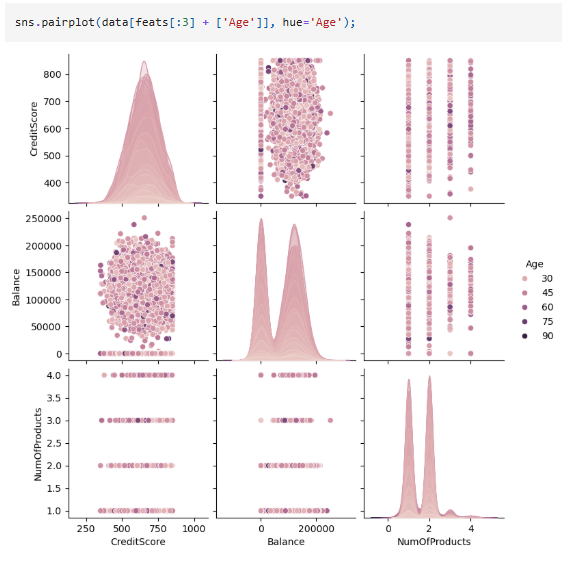 sns.pairplot(data[feats[:3] + ['Age']], hue='Age');
800
700
600
500
400
CreditScore
250000
200000
150000
100000
50000
0
Balance
Age
30
45
60
75
90
4.0
3.5
3.0
2.5
2.0
1.5
1.0
NumOfProducts
250 500 750 1000
CreditScore
0 200000
Balance
0 2 4
NumOfProducts